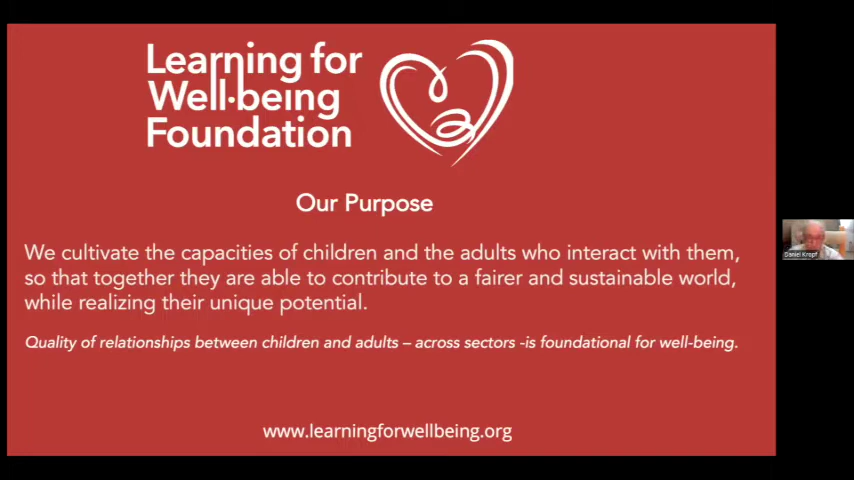 Learning for
Well·being
Foundation
Our Purpose
We cultivate the capacities of children and the adults who interact with them,
so that together they are able to contribute to a fairer and sustainable world,
while realizing their unique potential.
Quality of relationships between children and adults – across sectors -is foundational for well-being.
www.learningforwellbeing.org
Daniel Kropf